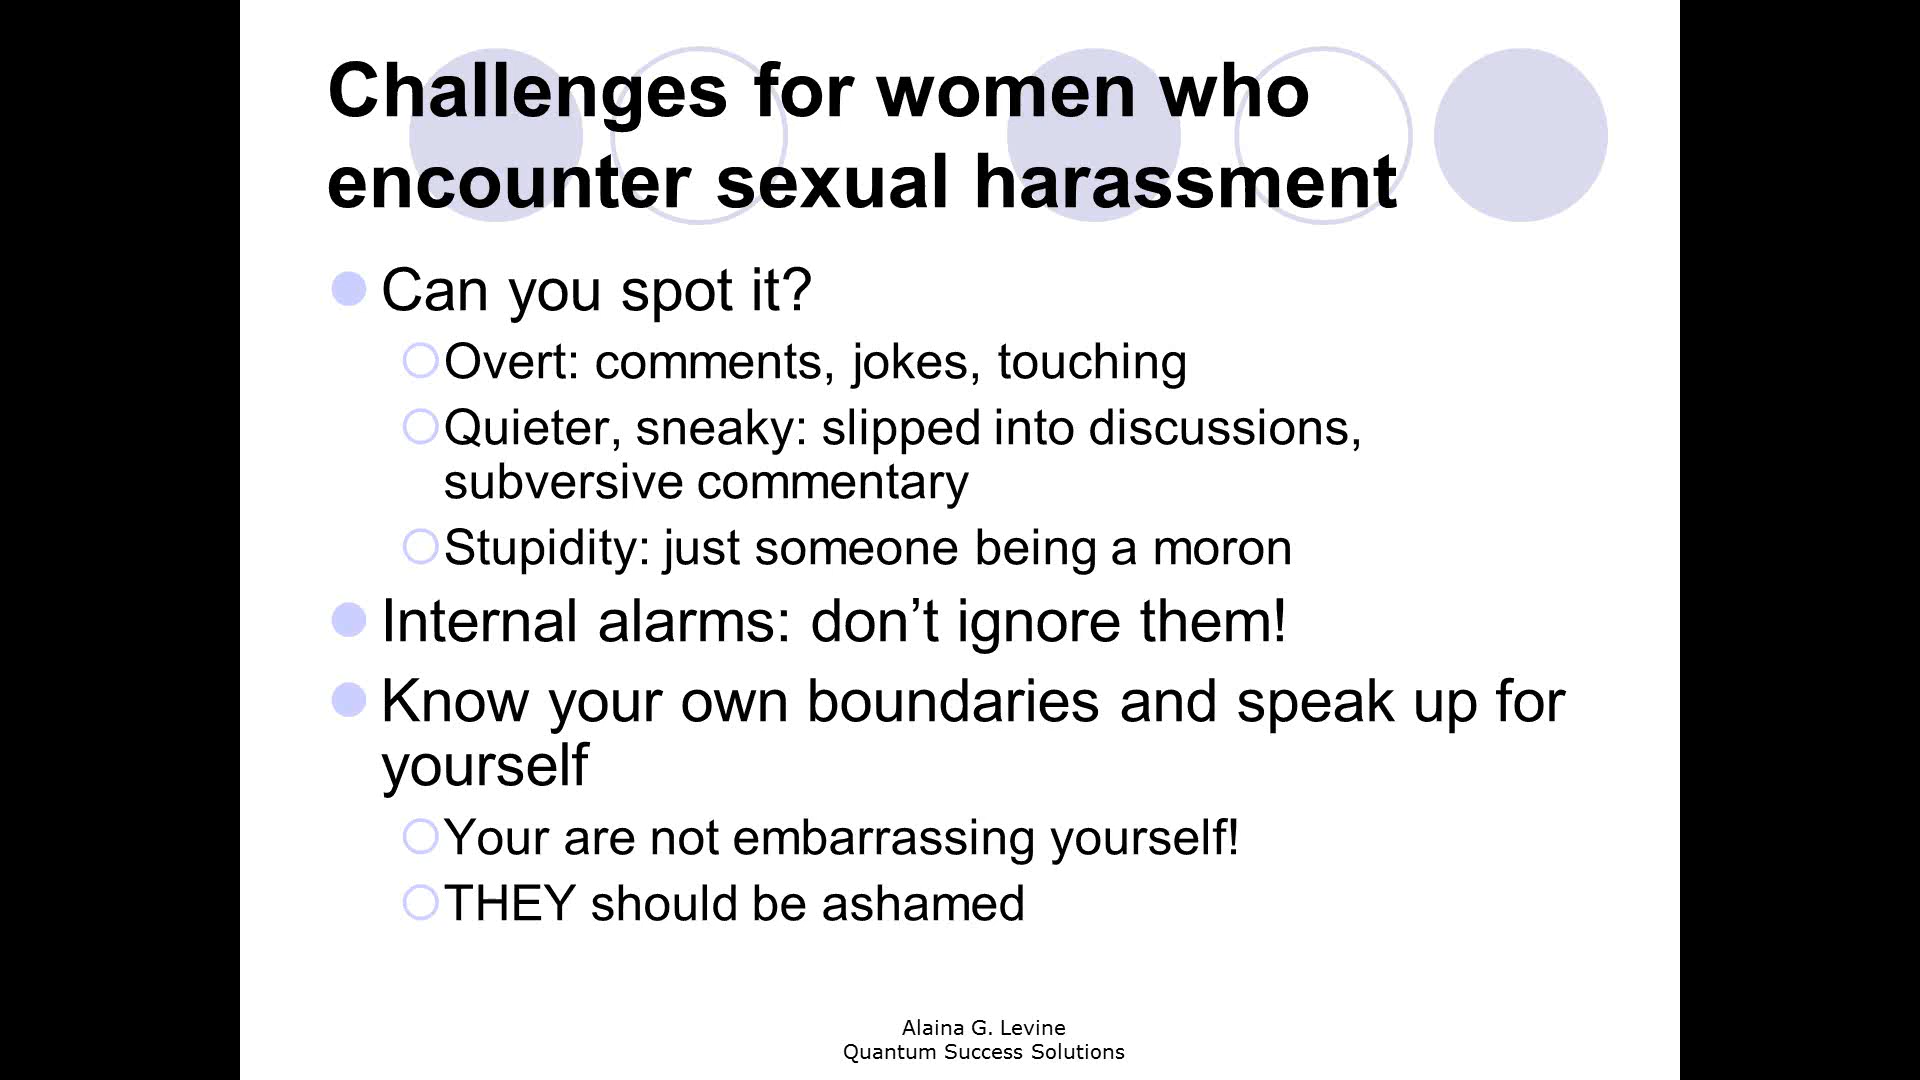 Challenges for women who
encounter sexual harassment
Can you spot it?
Overt: comments, jokes, touching
Quieter, sneaky: slipped into discussions,
subversive commentary
Stupidity: just someone being a moron
Internal alarms: don’t ignore them!
Know your own boundaries and speak up for
yourself
Your are not embarrassing yourself!
THEY should be ashamed
Alaina G. Levine
Quantum Success Solutions